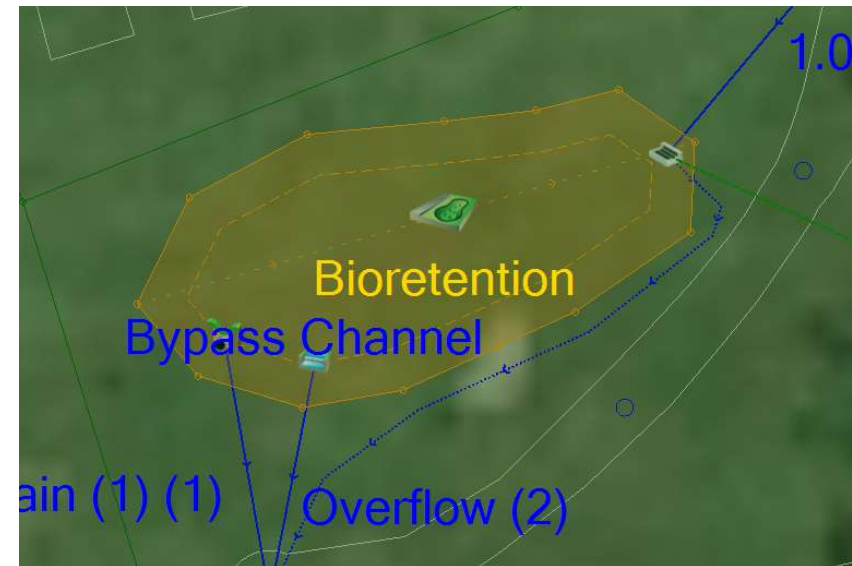 1.0
Bioretention
Bypass Channel
ain (1) (1)
Overflow (2)